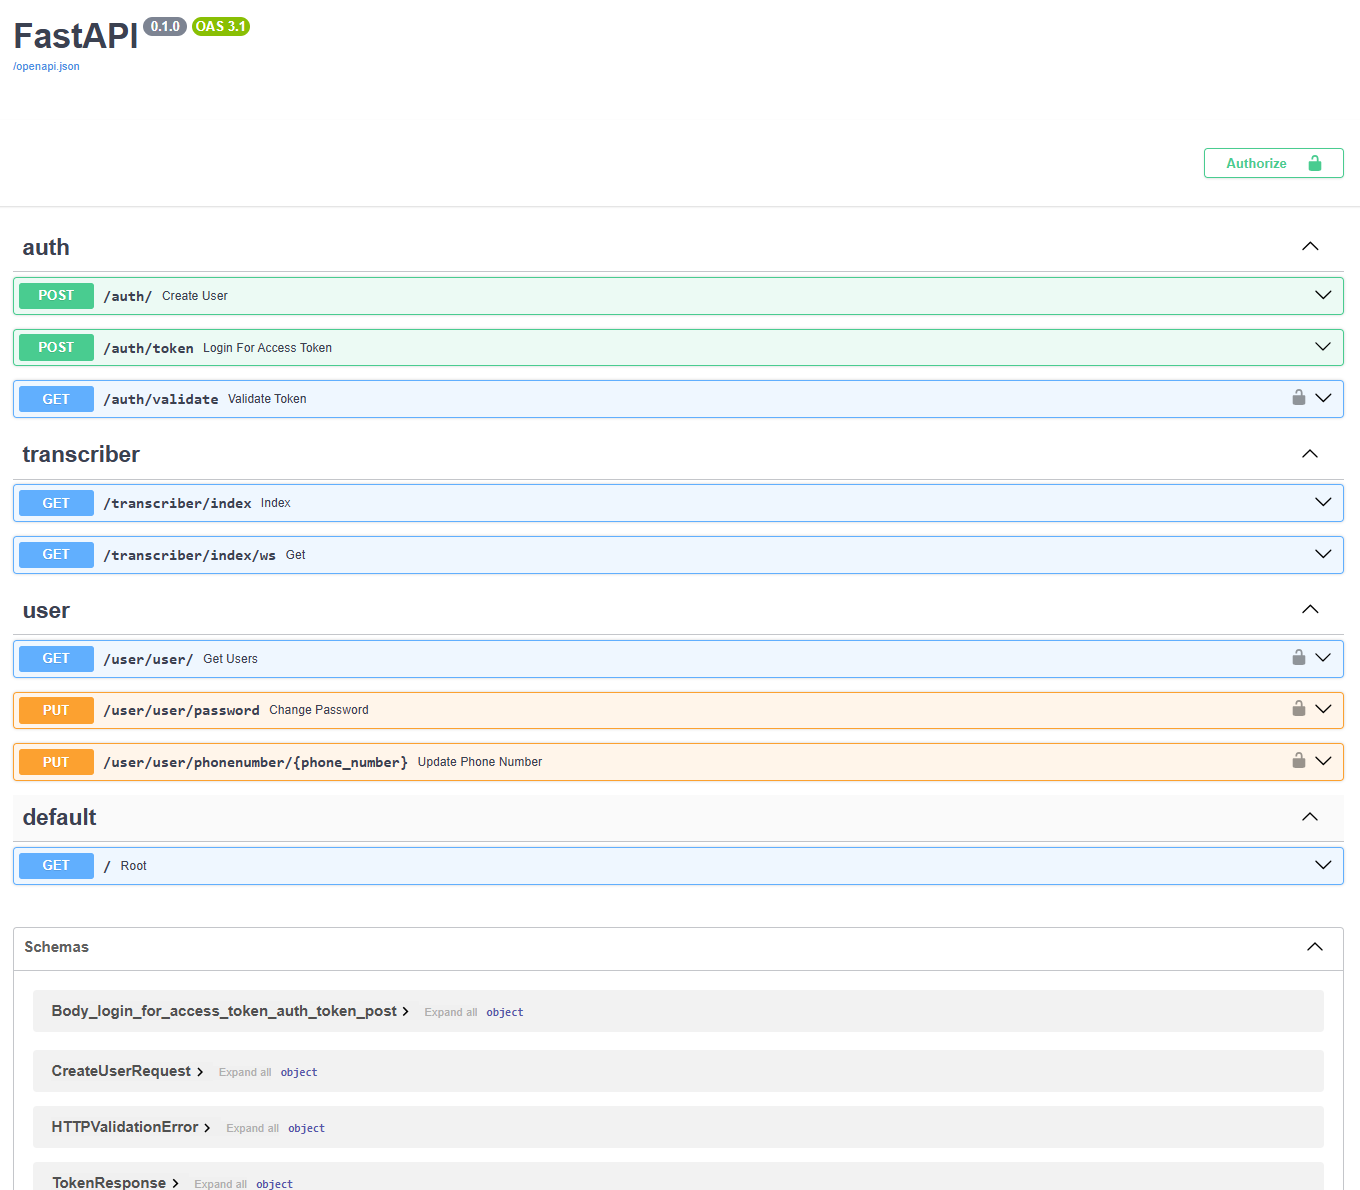 FastAPI 0.1.0 OAS 3.1
/openapi.json
Authorize
auth
POST /auth/ Create User
POST /auth/token Login For Access Token
GET /auth/validate Validate Token
transcriber
GET /transcriber/index Index
GET /transcriber/index/ws Get
user
GET /user/user/ Get Users
PUT /user/user/password Change Password
PUT /user/user/phonenumber/{phone_number} Update Phone Number
default
GET / Root
Schemas
Body_login_for_access_token_auth_token_post Expand all object
CreateUserRequest Expand all object
HTTPValidationError Expand all object
TokenResponse Expand all object